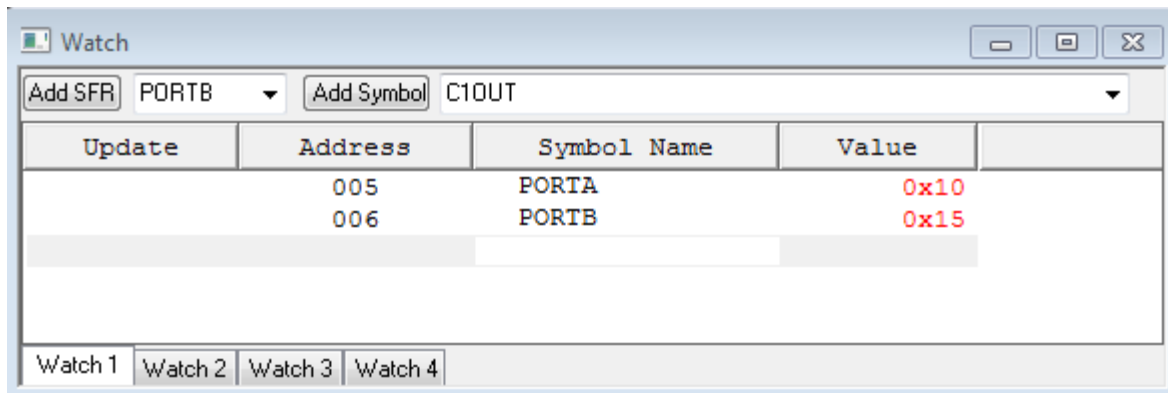 Watch
Add SFR PORTB Add Symbol C1OUT
Update Address Symbol Name Value
005 PORTA 0x10
006 PORTB 0x15
Watch 1 Watch 2 Watch 3 Watch 4